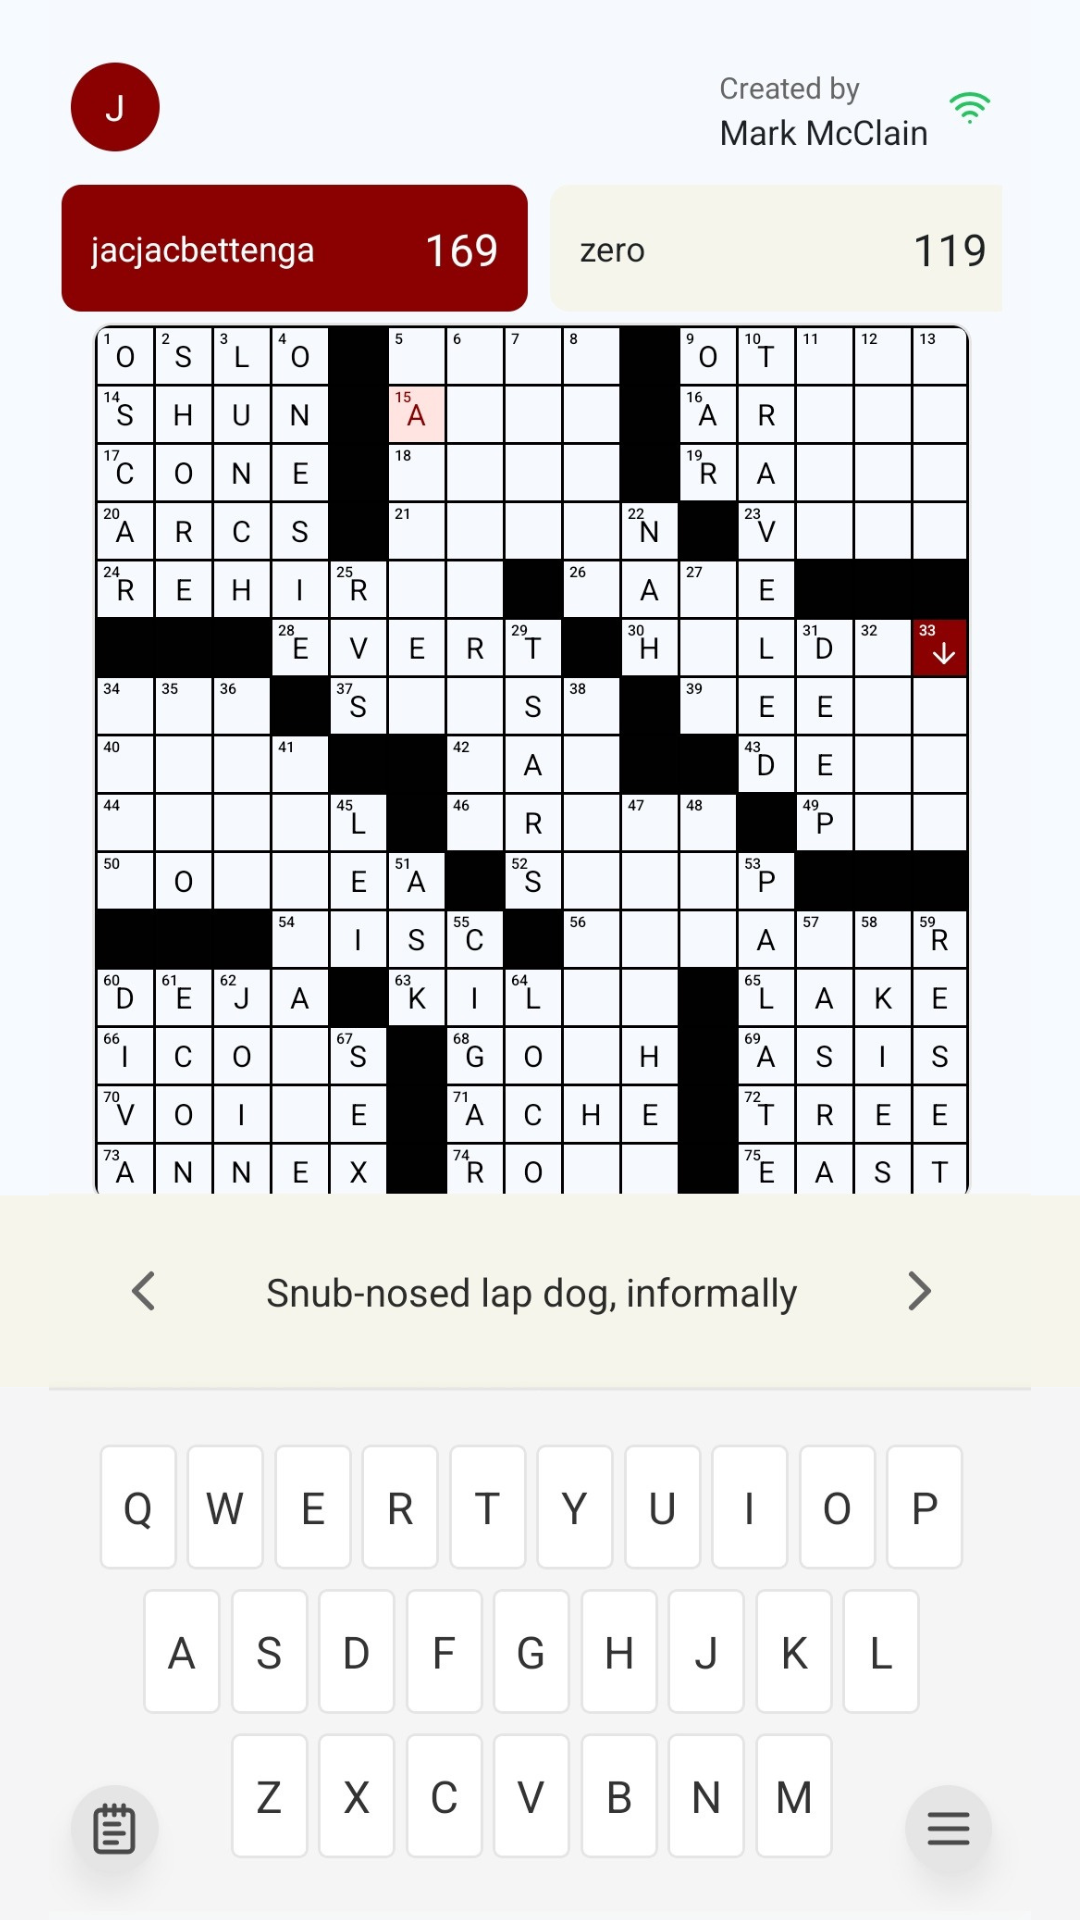 J
Created by
Mark McClain
jacjacbettenga 169
zero 119
1 O 2 S 3 L 4 O 5 6 7 8 9 O 10 T 11 12 13
14 S H U N 15 A 16 A R
17 C O N E 18 19 R A
20 A R C S 21 22 N 23 V
24 R E H I 25 R 26 A 27 E
28 E V E R 29 T 30 H L 31 D 32 33
34 35 36 37 S S 38 39 E E
40 41 42 A 43 D E
44 45 L 46 R 47 48 49 P
50 O E 51 A 52 S 53 P
54 I S 55 C 56 A 57 58 59 R
60 D 61 E 62 J A 63 K I 64 L 65 L A K E
66 I C O 67 S 68 G O H 69 A S I S
70 V O I E 71 A C H E 72 T R E E
73 A N N E X 74 R O 75 E A S T
Snub-nosed lap dog, informally
Q W E R T Y U I O P
A S D F G H J K L
Z X C V B N M